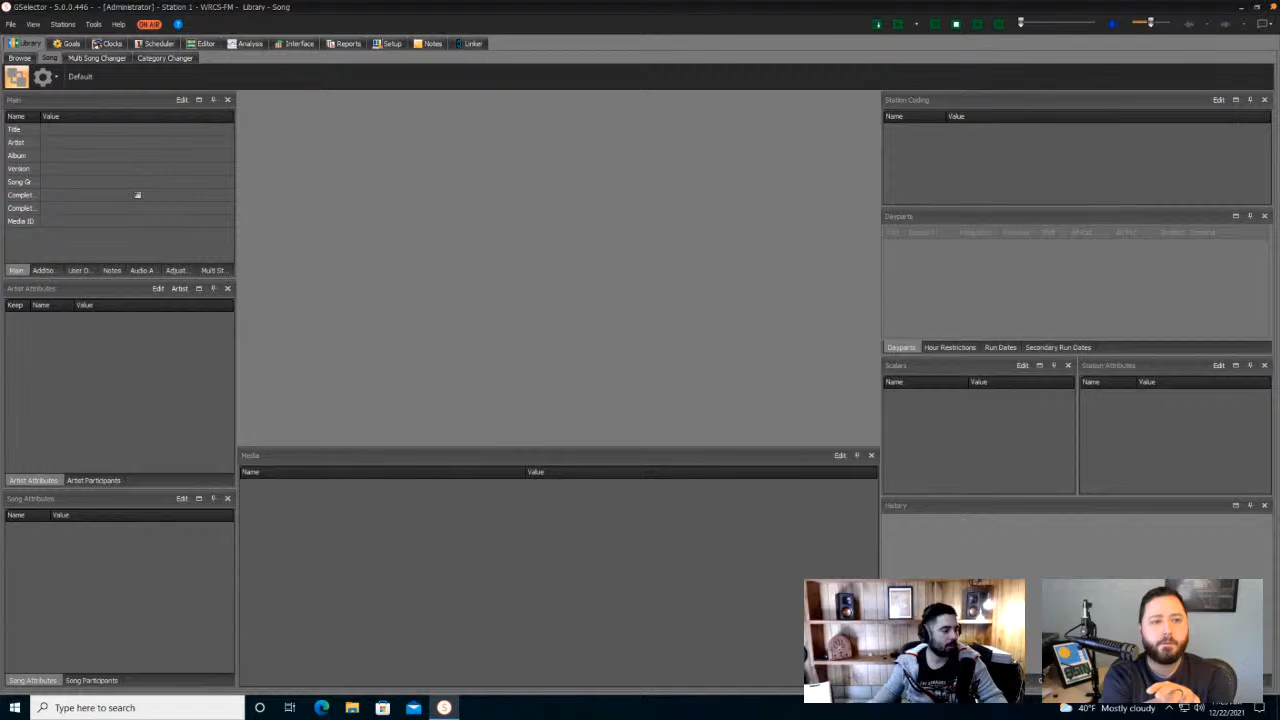 GSelector - 5.0.0.446 - - [Administrator] - Station 1 - WRCS-FM - Library - Song
File View Stations Tools Help ON AIR ?
Library Goals Clocks Scheduler Editor Analysis Interface Reports Setup Notes Linker
Browse Song Multi Song Changer Category Changer
Default
Main Edit
Name Value
Title
Artist
Album
Version
Song Gr...
Complet...
Complet...
Media ID
Main Additio... User D... Notes Audio A... Adjust... Multi St...
Artist Attributes Edit Artist
Keep Name Value
Artist Attributes Artist Participants
Song Attributes Edit
Name Value
Song Attributes Song Participants
Media Edit
Name Value
Station Coding Edit
Name Value
Dayparts
Dayparts Hour Restrictions Run Dates Secondary Run Dates
Scalars Edit
Name Value
Station Attributes Edit
Name Value
History
Type here to search
40°F Mostly cloudy
12/22/2021